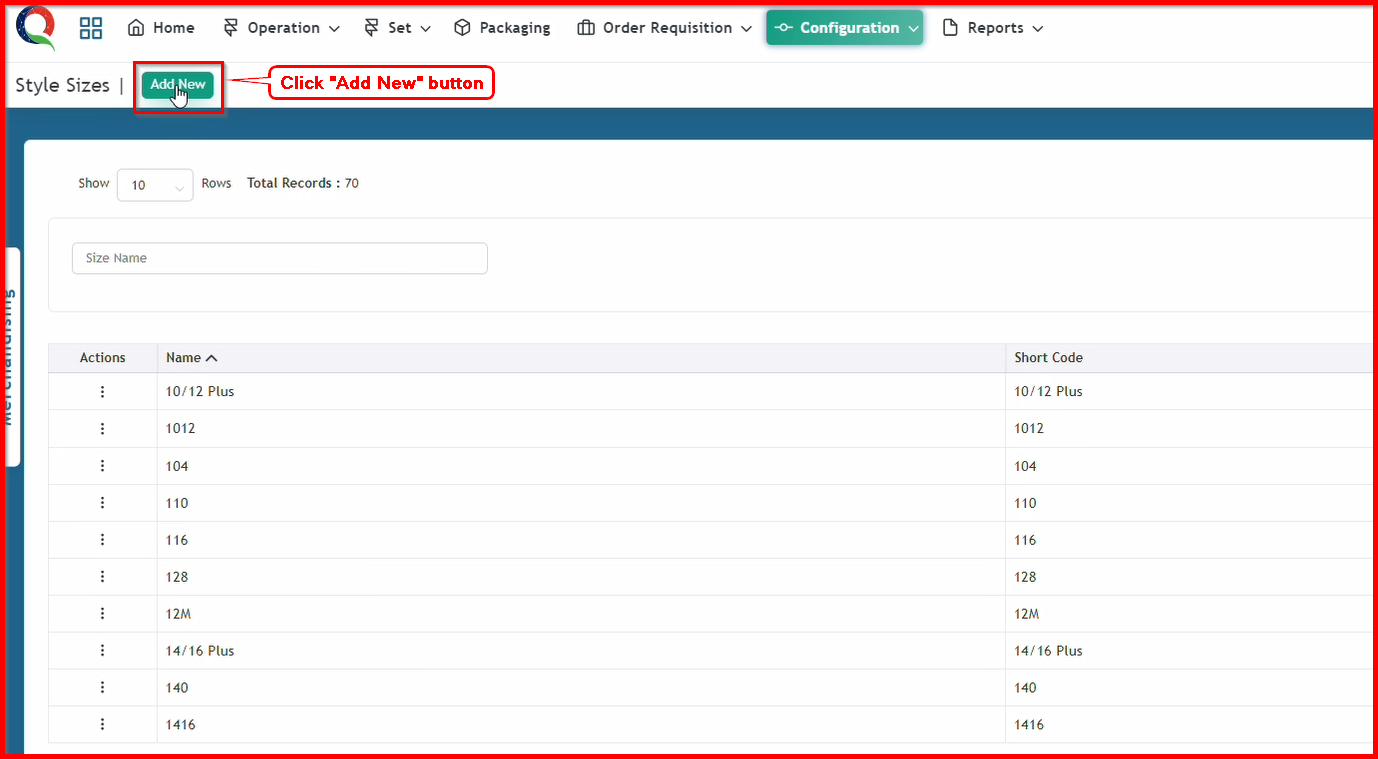 Home Operation Set Packaging Order Requisition Configuration Reports
Style Sizes | Add New Click "Add New" button
Show 10 Rows Total Records : 70
Size Name
Merchandising
Actions Name Short Code
10/12 Plus 10/12 Plus
1012 1012
104 104
110 110
116 116
128 128
12M 12M
14/16 Plus 14/16 Plus
140 140
1416 1416